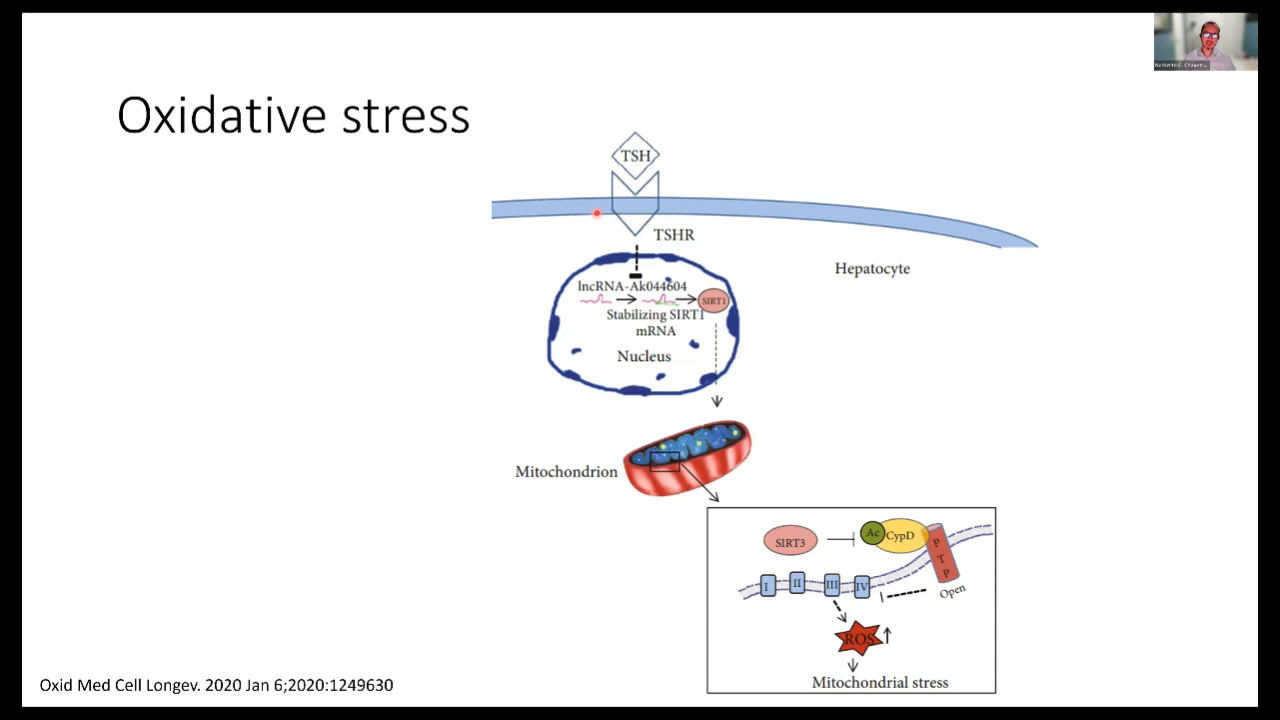 Oxidative stress
TSH
TSHR
Hepatocyte
lncRNA-Ak044604
SIRT1
Stabilizing SIRT1
mRNA
Nucleus
Mitochondrion
SIRT3
Ac
CypD
P
T
P
I
II
III
IV
Open
ROS
Mitochondrial stress
Oxid Med Cell Longev. 2020 Jan 6;2020:1249630